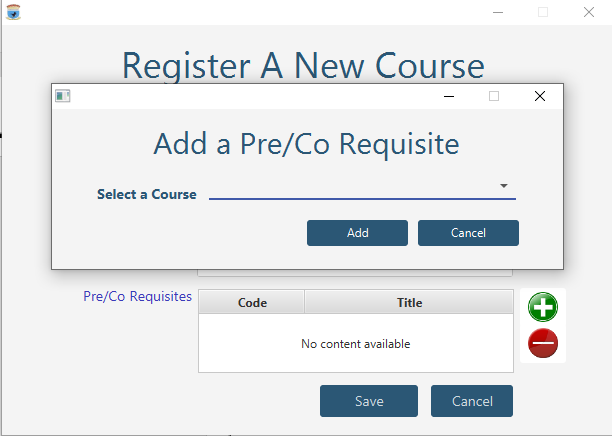 Register A New Course
Add a Pre/Co Requisite
Select a Course
Add
Cancel
Pre/Co Requisites
Code
Title
No content available
Save
Cancel